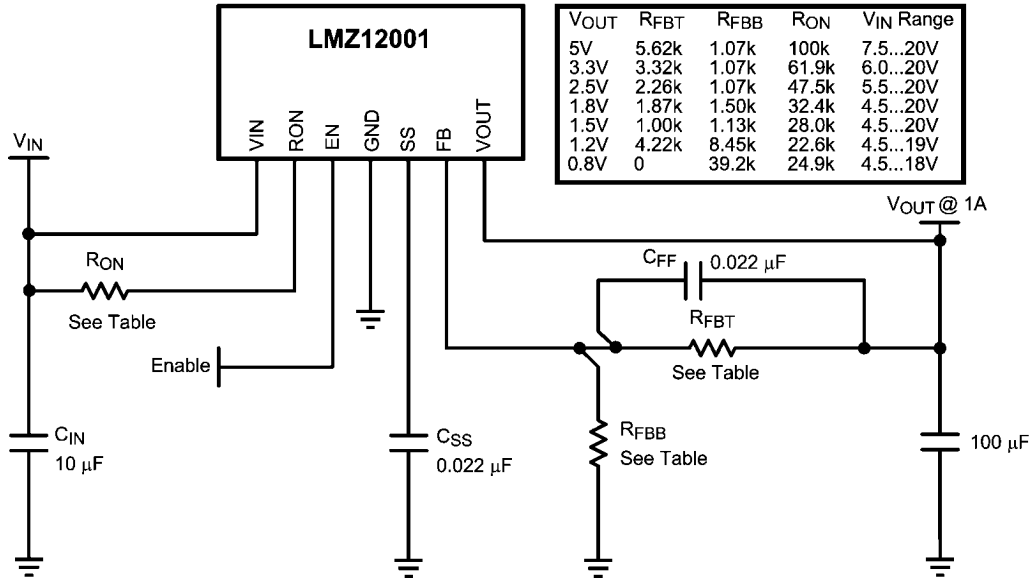 LMZ12001
VIN
RON
EN
GND
SS
FB
VOUT
VOUT RFBT RFBB RON VIN Range
5V 5.62k 1.07k 100k 7.5...20V
3.3V 3.32k 1.07k 61.9k 6.0...20V
2.5V 2.26k 1.07k 47.5k 5.5...20V
1.8V 1.87k 1.50k 32.4k 4.5...20V
1.5V 1.00k 1.13k 28.0k 4.5...20V
1.2V 4.22k 8.45k 22.6k 4.5...19V
0.8V 0 39.2k 24.9k 4.5...18V
VIN
VOUT @ 1A
RON
See Table
CFF 0.022 μF
RFBT
See Table
Enable
CIN
10 μF
CSS
0.022 μF
RFBB
See Table
100 μF